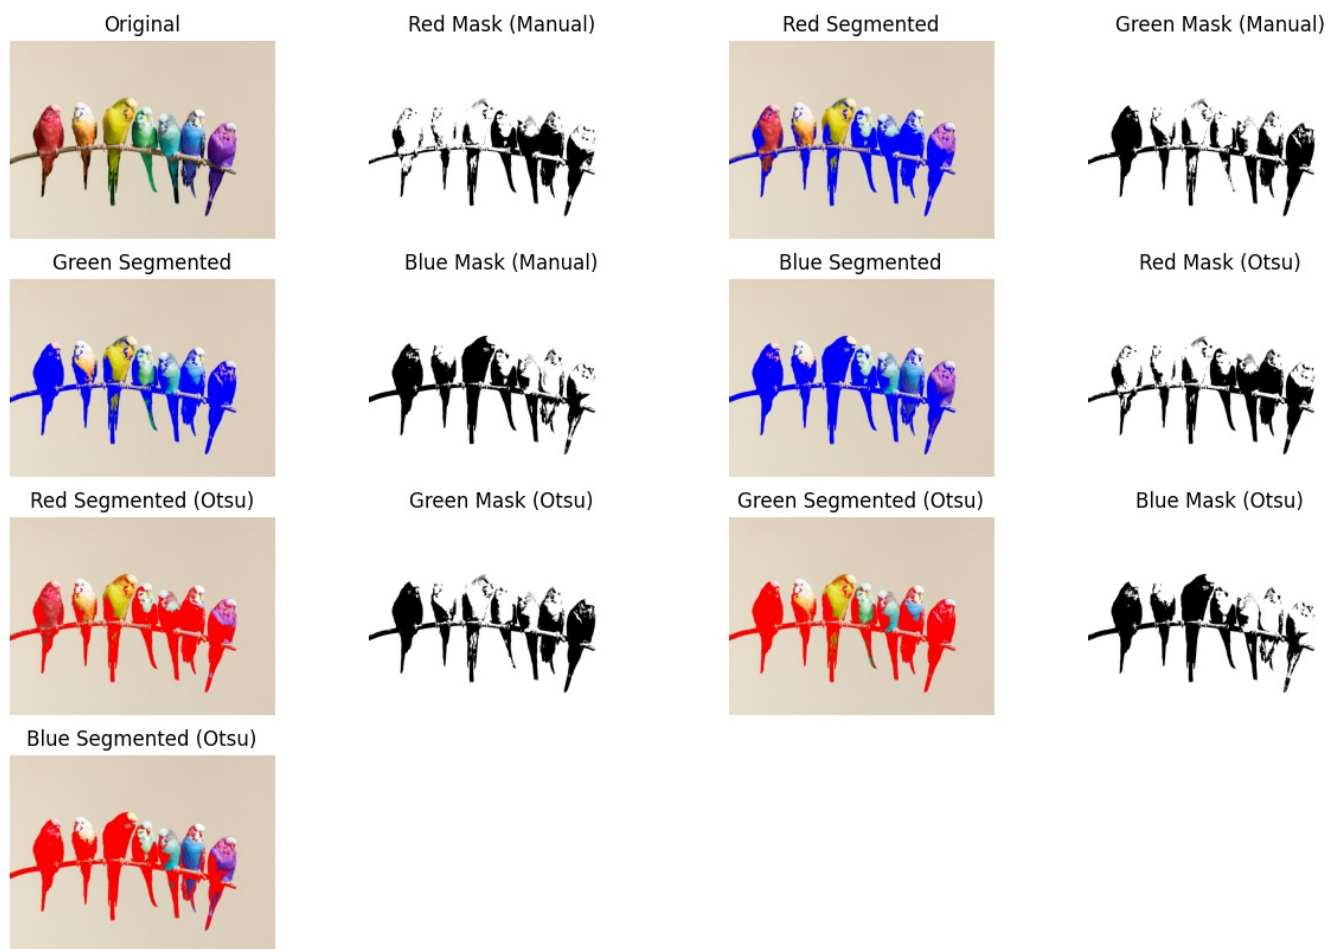 Original
Red Mask (Manual)
Red Segmented
Green Mask (Manual)
Green Segmented
Blue Mask (Manual)
Blue Segmented
Red Mask (Otsu)
Red Segmented (Otsu)
Green Mask (Otsu)
Green Segmented (Otsu)
Blue Mask (Otsu)
Blue Segmented (Otsu)